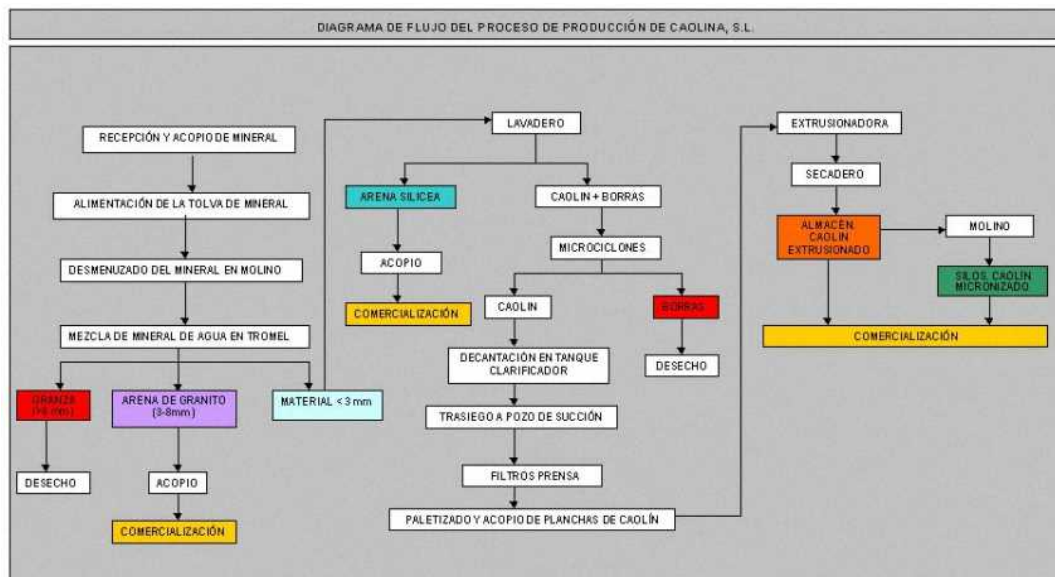 DIAGRAMA DE FLUJO DEL PROCESO DE PRODUCCIÓN DE CAOLINA, S.L.
RECEPCIÓN Y ACOPIO DE MINERAL
ALIMENTACIÓN DE LA TOLVA DE MINERAL
DESMENUZADO DEL MINERAL EN MOLINO
MEZCLA DE MINERAL DE AGUA EN TROMEL
GRANZA
mm)
DESECHO
ARENA DE GRANITO
(3-8mm)
ACOPIO
COMERCIALIZACIÓN
MATERIAL < 3 mm
LAVADERO
ARENA SILICEA
ACOPIO
COMERCIALIZACIÓN
CAOLIN + BORRAS
MICROCICLONES
CAOLIN
BORRAS
DESECHO
DECANTACIÓN EN TANQUE
CLARIFICADOR
TRASIEGO A POZO DE SUCCIÓN
FILTROS PRENSA
PALETIZADO Y ACOPIO DE PLANCHAS DE CAOLÍN
EXTRUSIONADORA
SECADERO
ALMACÉN, CAOLIN
EXTRUSIONADO
MOLINO
SILOS, CAOLÍN
MICRONIZADO
COMERCIALIZACIÓN